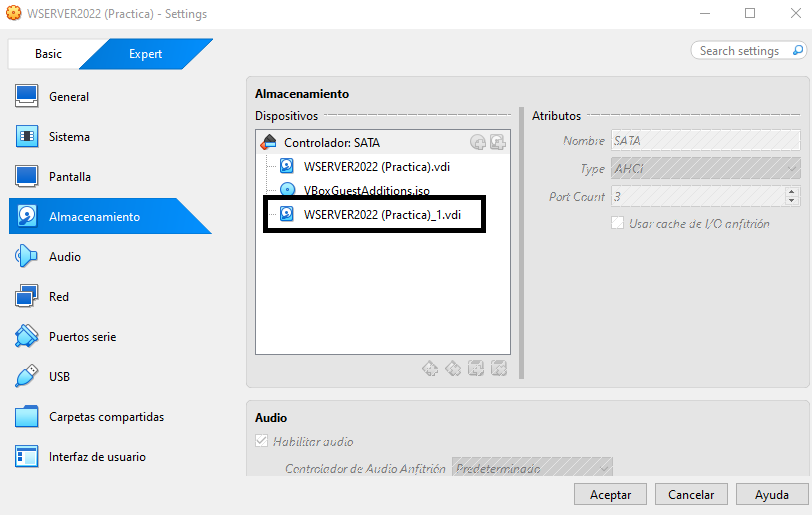 WSERVER2022 (Practica) - Settings
Basic
Expert
Search settings
General
Sistema
Pantalla
Almacenamiento
Audio
Red
Puertos serie
USB
Carpetas compartidas
Interfaz de usuario
Almacenamiento
Dispositivos
Controlador: SATA
WSERVER2022 (Practica).vdi
VBoxGuestAdditions.iso
WSERVER2022 (Practica)_1.vdi
Atributos
Nombre SATA
Type AHCI
Port Count 3
Usar cache de I/O anfitrión
Audio
Habilitar audio
Controlador de Audio Anfitrión Predeterminado
Aceptar
Cancelar
Ayuda